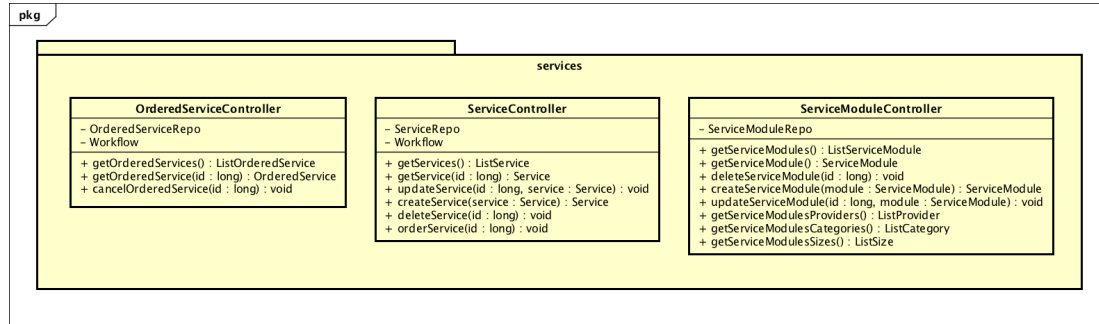 pkg
services
OrderedServiceController
– OrderedServiceRepo
– Workflow
+ getOrderedServices() : ListOrderedService
+ getOrderedService(id : long) : OrderedService
+ cancelOrderedService(id : long) : void
ServiceController
– ServiceRepo
– Workflow
+ getServices() : ListService
+ getService(id : long) : Service
+ updateService(id : long, service : Service) : void
+ createService(service : Service) : Service
+ deleteService(id : long) : void
+ orderService(id : long) : void
ServiceModuleController
– ServiceModuleRepo
+ getServiceModules() : ListServiceModule
+ getServiceModule() : ServiceModule
+ deleteServiceModule(id : long) : void
+ createServiceModule(module : ServiceModule) : ServiceModule
+ updateServiceModule(id : long, module : ServiceModule) : void
+ getServiceModulesProviders() : ListProvider
+ getServiceModulesCategories() : ListCategory
+ getServiceModulesSizes() : ListSize